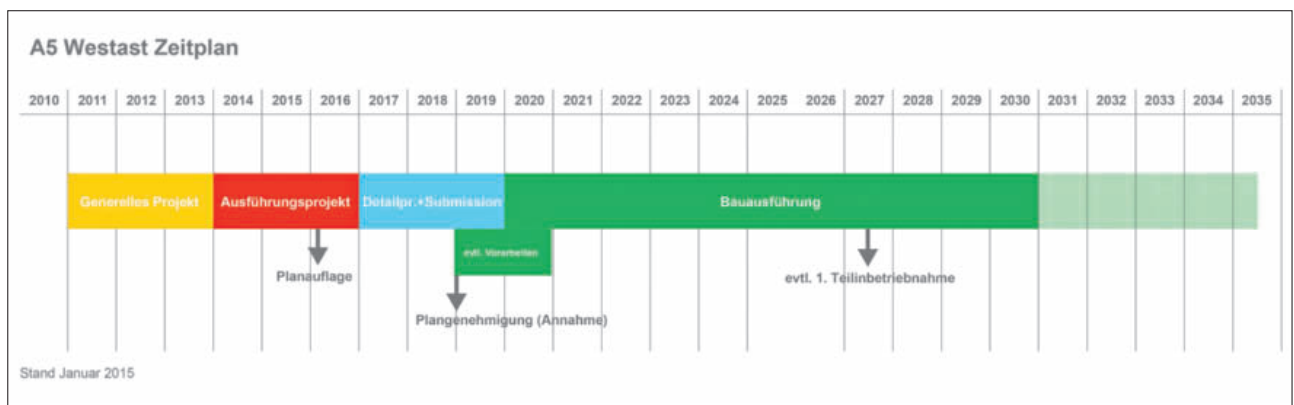 A5 Westast Zeitplan
2010 2011 2012 2013 2014 2015 2016 2017 2018 2019 2020 2021 2022 2023 2024 2025 2026 2027 2028 2029 2030 2031 2032 2033 2034 2035
Generelles Projekt Ausführungsprojekt Detailpr.+Submission Bauausführung
evtl. Vorarbeiten
Planauflage evtl. 1. Teilinbetriebnahme
Plangenehmigung (Annahme)
Stand Januar 2015